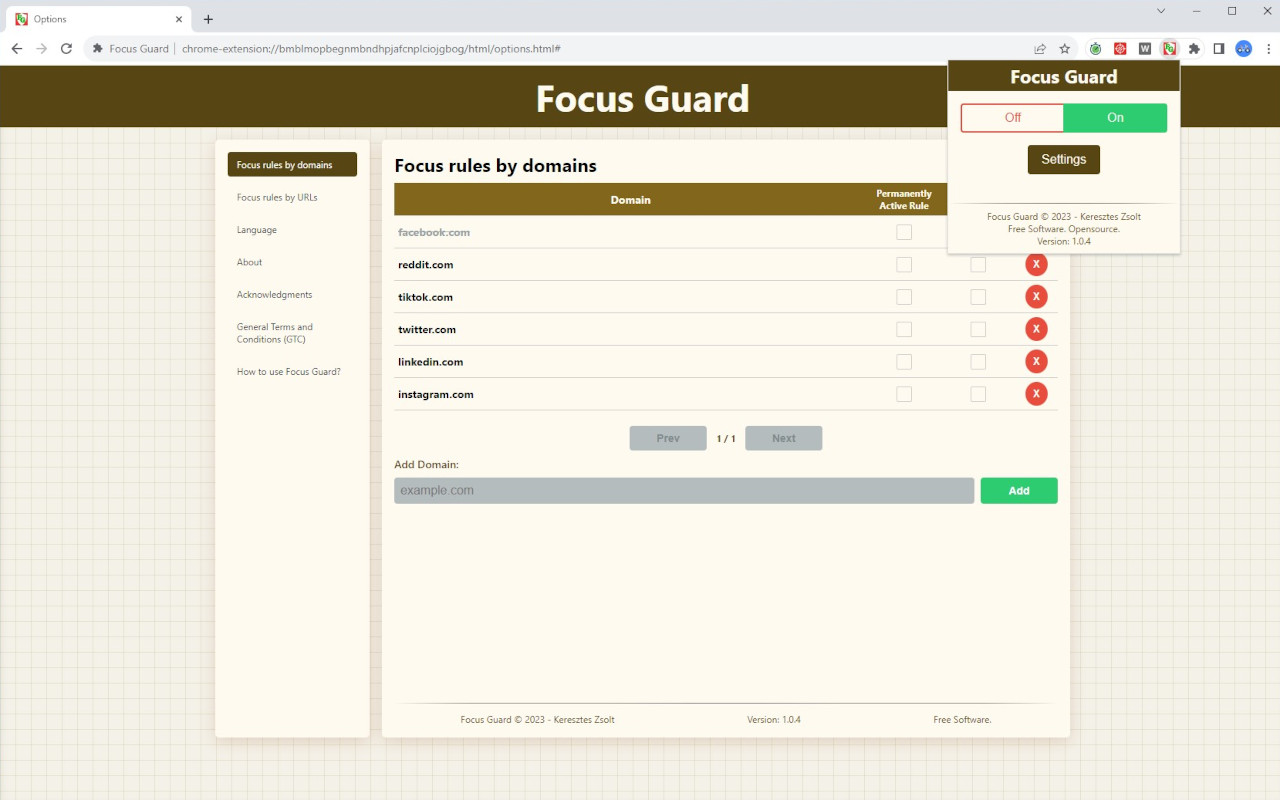 Options
Focus Guard
chrome-extension://bmblmopbegnmbndhpjafcnplciojgbog/html/options.html#
W
Focus Guard
Focus Guard
Off
On
Settings
Focus Guard © 2023 - Keresztes Zsolt
Free Software. Opensource.
Version: 1.0.4
Focus rules by domains
Focus rules by URLs
Language
About
Acknowledgments
General Terms and
Conditions (GTC)
How to use Focus Guard?
Focus rules by domains
Domain
Permanently
Active Rule
facebook.com
reddit.com
X
tiktok.com
X
twitter.com
X
linkedin.com
X
instagram.com
X
Prev
1 / 1
Next
Add Domain:
example.com
Add
Focus Guard © 2023 - Keresztes Zsolt
Version: 1.0.4
Free Software.